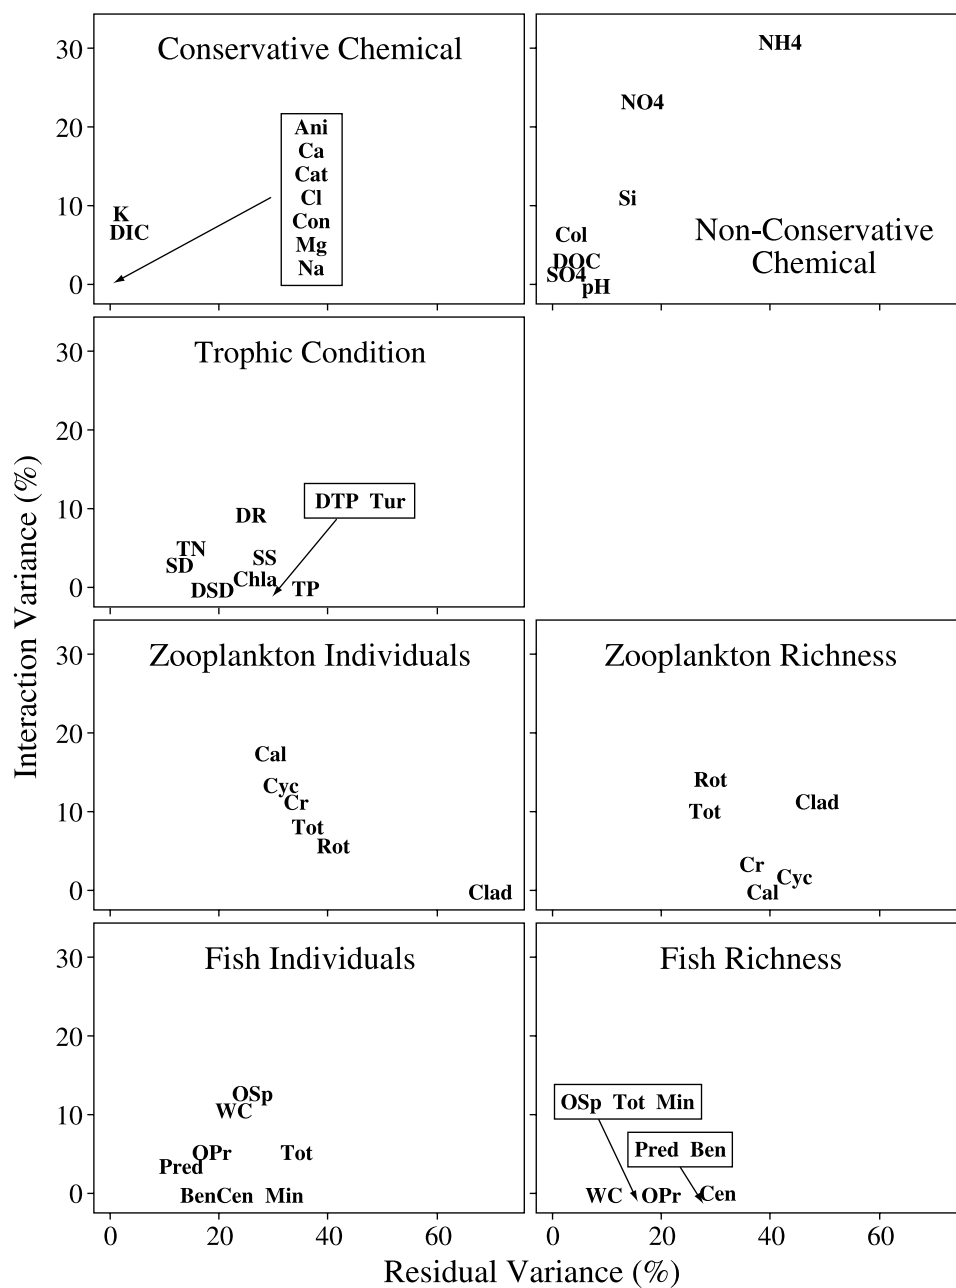 Conservative Chemical
30
20
10
0
Ani
Ca
Cat
Cl
Con
Mg
Na
K
DIC
NH4
NO4
Si
Col
DOC
SO4
pH
Non-Conservative
Chemical
Trophic Condition
30
20
10
0
DTP Tur
DR
TN
SS
SD
Chla
DSD
TP
Interaction Variance (%)
Zooplankton Individuals
30
20
10
0
Cal
Cyc
Cr
Tot
Rot
Clad
Zooplankton Richness
Rot
Clad
Tot
Cr
Cyc
Cal
Fish Individuals
30
20
10
0
OSp
WC
OPr
Tot
Pred
Ben Cen Min
0 20 40 60
Fish Richness
OSp Tot Min
Pred Ben
WC OPr Cen
0 20 40 60
Residual Variance (%)